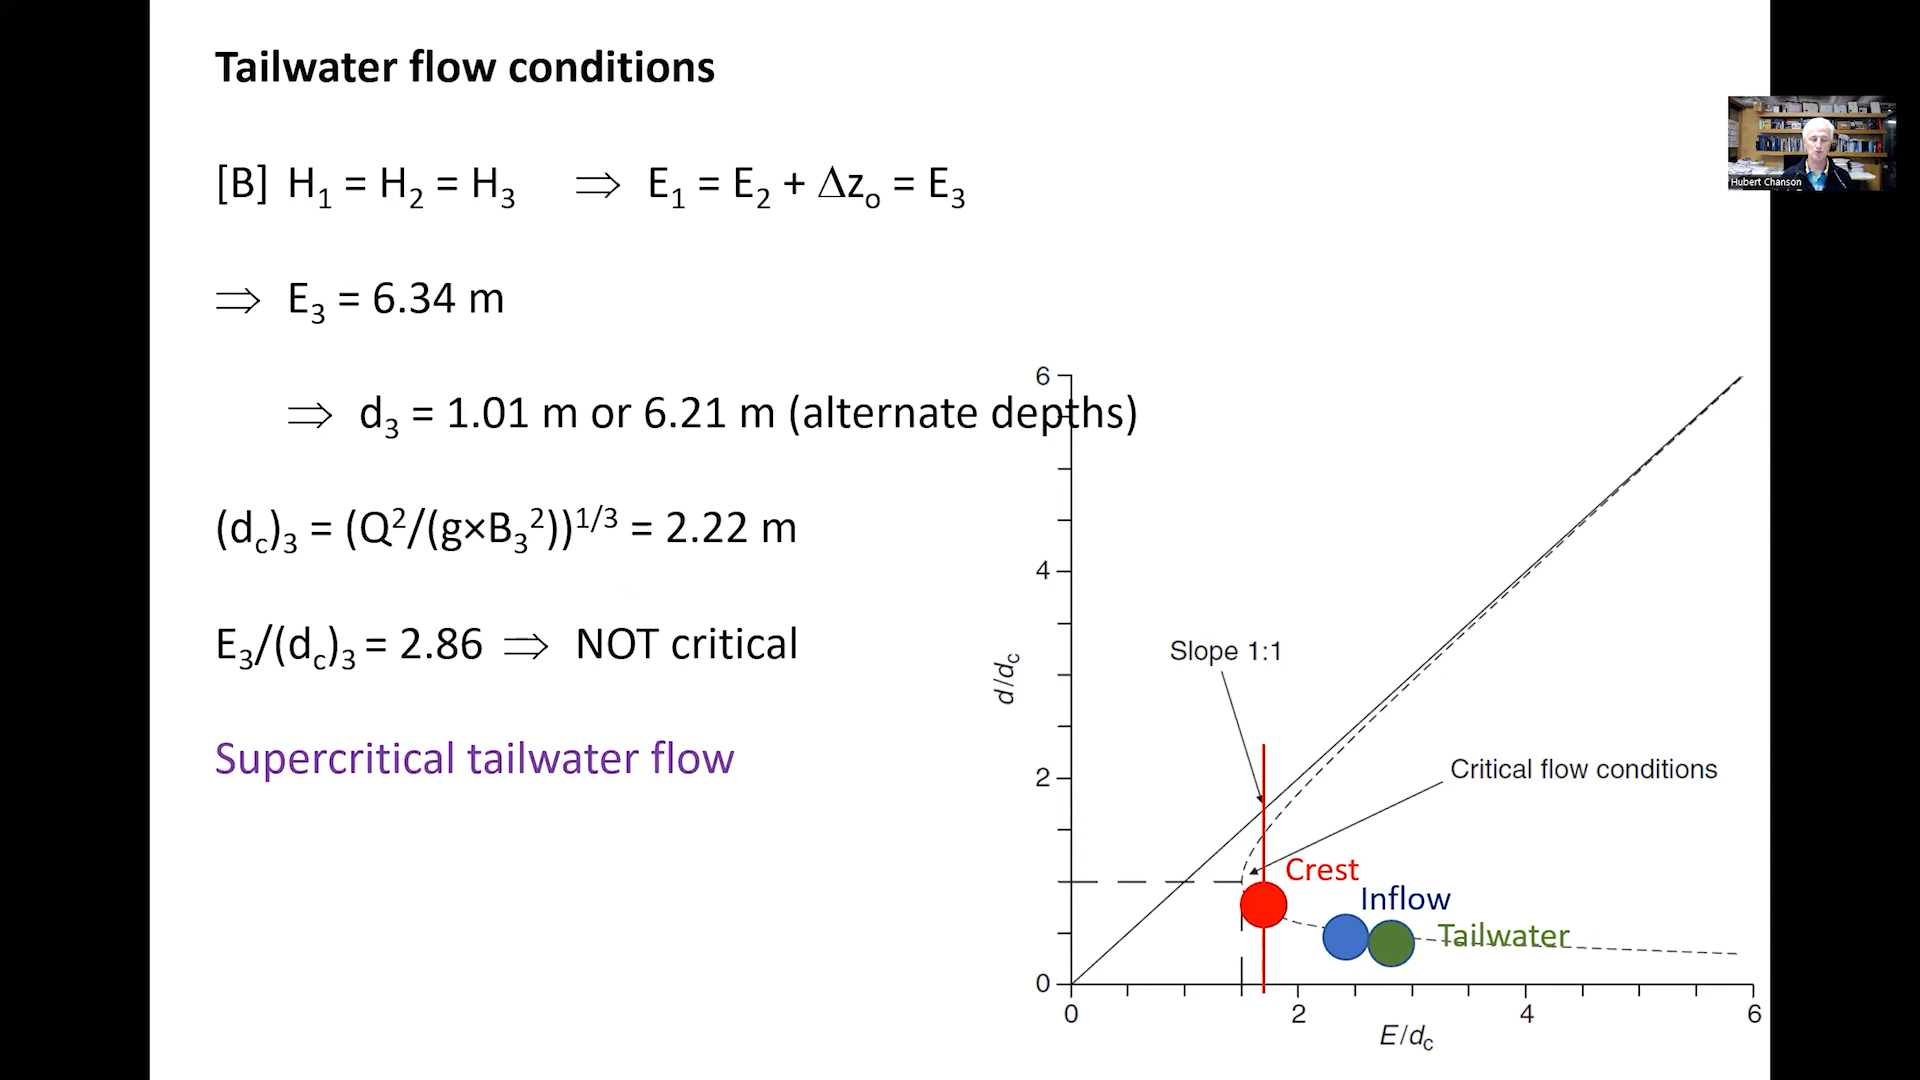 Tailwater flow conditions
[B] H₁ = H₂ = H₃ ⇒ E₁ = E₂ + Δzₒ = E₃
⇒ E₃ = 6.34 m
⇒ d₃ = 1.01 m or 6.21 m (alternate depths)
(d_c)₃ = (Q²/(g×B₃²))^1/3 = 2.22 m
E₃/(d_c)₃ = 2.86 ⇒ NOT critical
Supercritical tailwater flow
Hubert Chanson
6
4
2
0
d/d_c
Slope 1:1
Critical flow conditions
Crest
Inflow
Tailwater
0 2 4 6
E/d_c